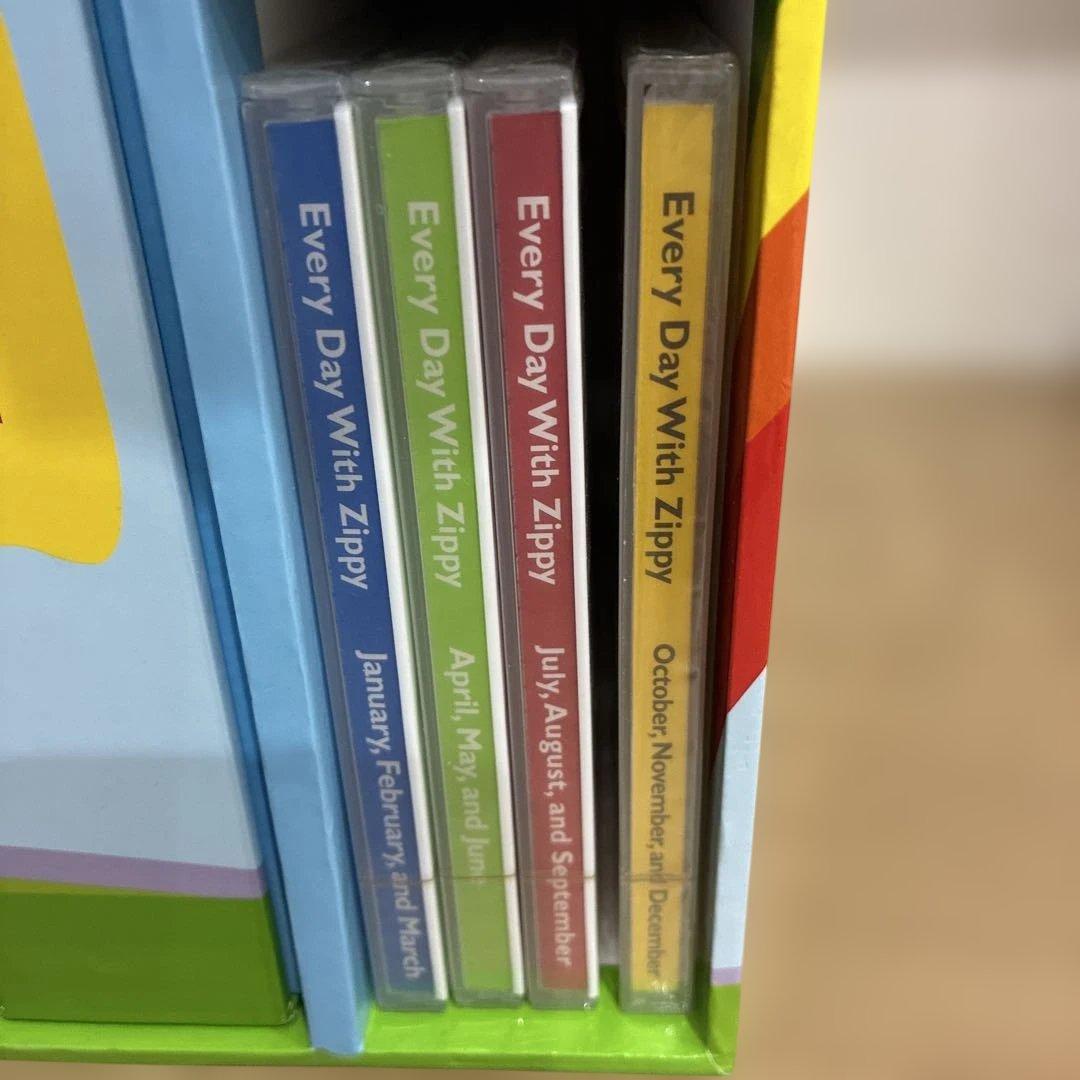 Every Day With Zippy January, February, and March
Every Day With Zippy April, May, and June
Every Day With Zippy July, August, and September
Every Day With Zippy October, November, and December